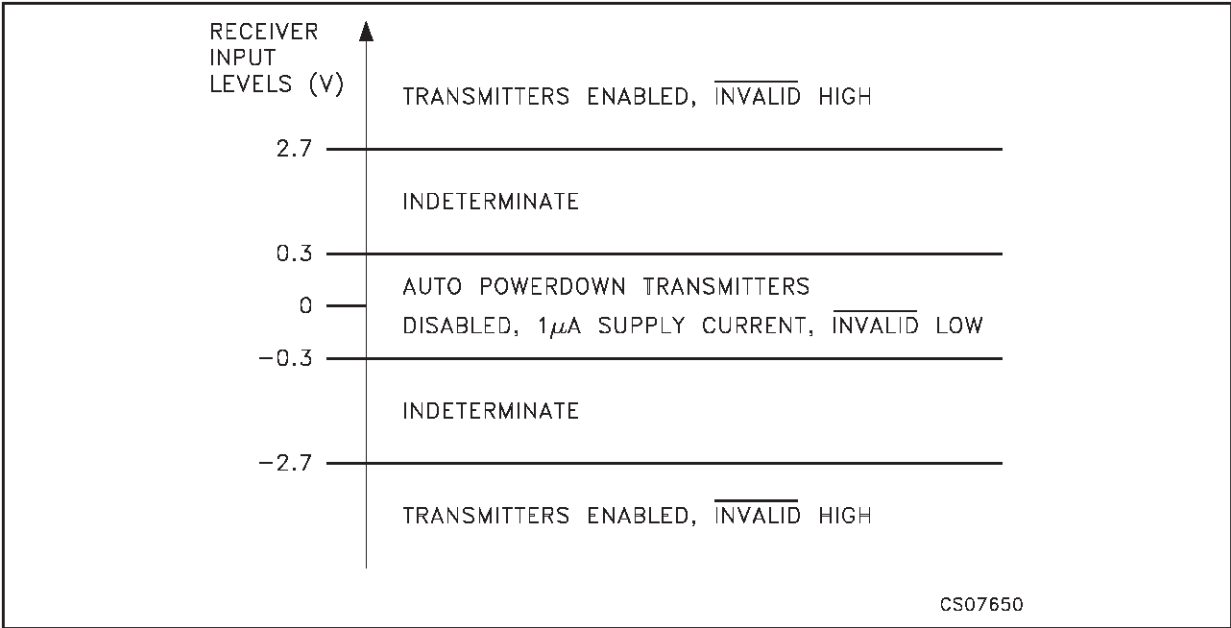 RECEIVER
INPUT
LEVELS (V)
TRANSMITTERS ENABLED, INVALID HIGH
2.7
INDETERMINATE
0.3
AUTO POWERDOWN TRANSMITTERS
0
DISABLED, 1μA SUPPLY CURRENT, INVALID LOW
−0.3
INDETERMINATE
−2.7
TRANSMITTERS ENABLED, INVALID HIGH
CS07650